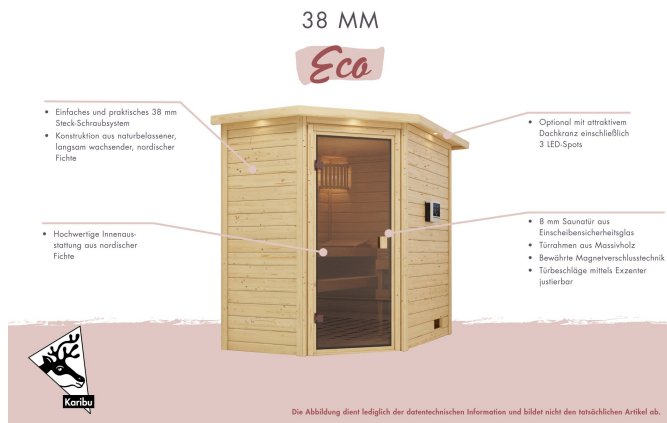 38 MM
Eco
• Einfaches und praktisches 38 mm
Steck-Schraubsystem
• Konstruktion aus naturbelassener,
langsam wachsender, nordischer
Fichte
• Hochwertige Innenaus-
stattung aus nordischer
Fichte
• Optional mit attraktivem
Dachkranz einschließlich
3 LED-Spots
• 8 mm Saunatür aus
Einscheibensicherheitsglas
• Türrahmen aus Massivholz
• Bewährte Magnetverschlusstechnik
• Türbeschläge mittels Exzenter
justierbar
Karibu
Die Abbildung dient lediglich der datentechnischen Information und bildet nicht den tatsächlichen Artikel ab.